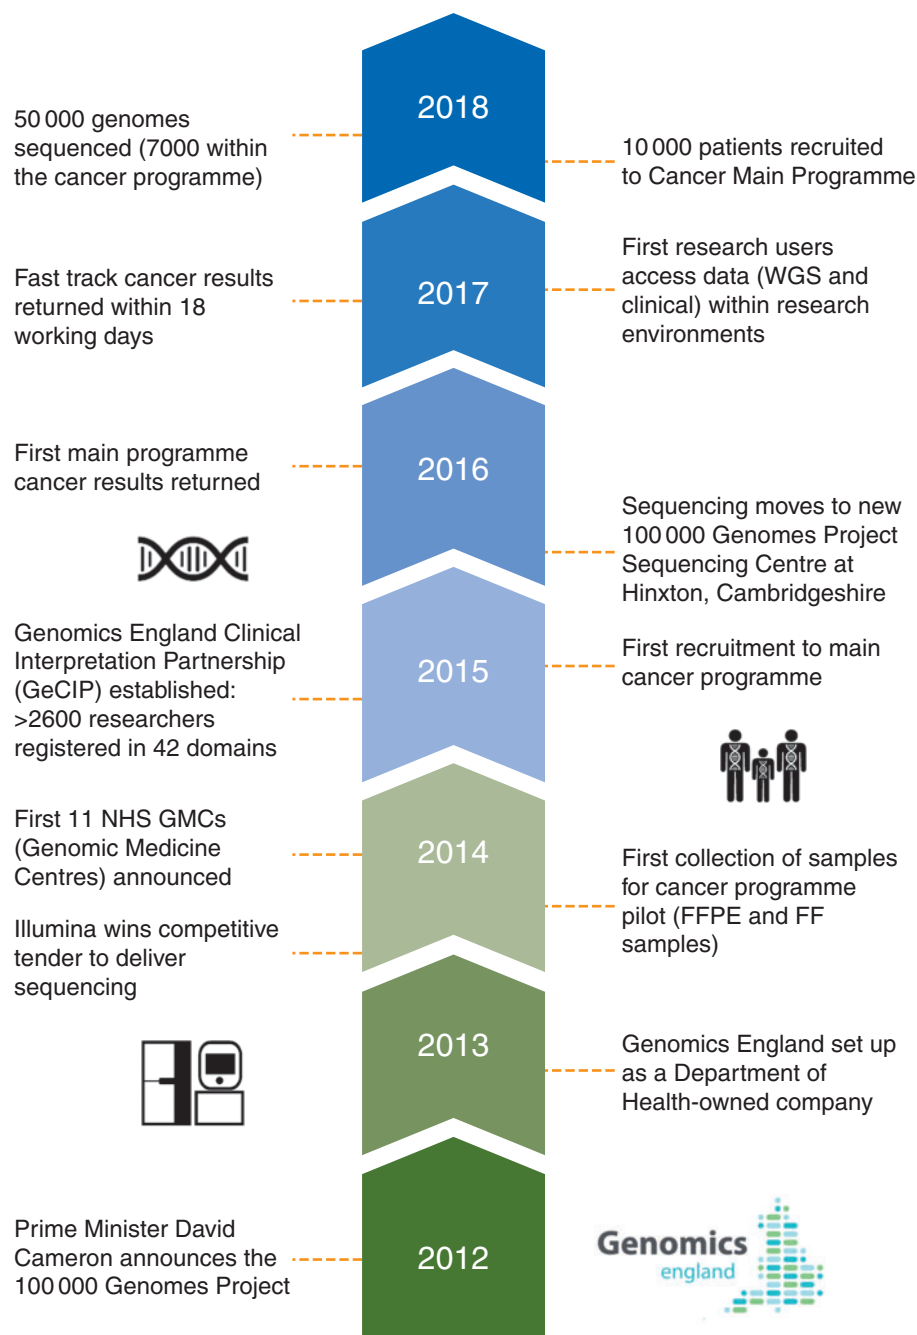 2018
50 000 genomes
sequenced (7000 within
the cancer programme)
10 000 patients recruited
to Cancer Main Programme
2017
First research users
access data (WGS and
clinical) within research
environments
Fast track cancer results
returned within 18
working days
2016
First main programme
cancer results returned
Sequencing moves to new
100 000 Genomes Project
Sequencing Centre at
Hinxton, Cambridgeshire
2015
Genomics England Clinical
Interpretation Partnership
(GeCIP) established:
>2600 researchers
registered in 42 domains
First recruitment to main
cancer programme
2014
First 11 NHS GMCs
(Genomic Medicine
Centres) announced
First collection of samples
for cancer programme
pilot (FFPE and FF
samples)
Illumina wins competitive
tender to deliver
sequencing
2013
Genomics England set up
as a Department of
Health-owned company
2012
Prime Minister David
Cameron announces the
100 000 Genomes Project
Genomics
england